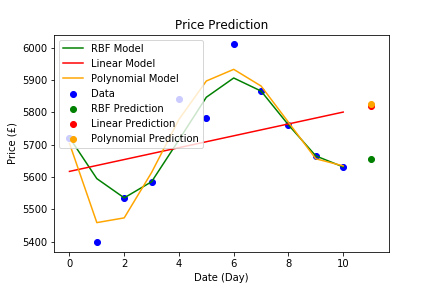 Price Prediction
6000
5900
5800
5700
5600
5500
5400
Price (£)
RBF Model
Linear Model
Polynomial Model
Data
RBF Prediction
Linear Prediction
Polynomial Prediction
0 2 4 6 8 10
Date (Day)